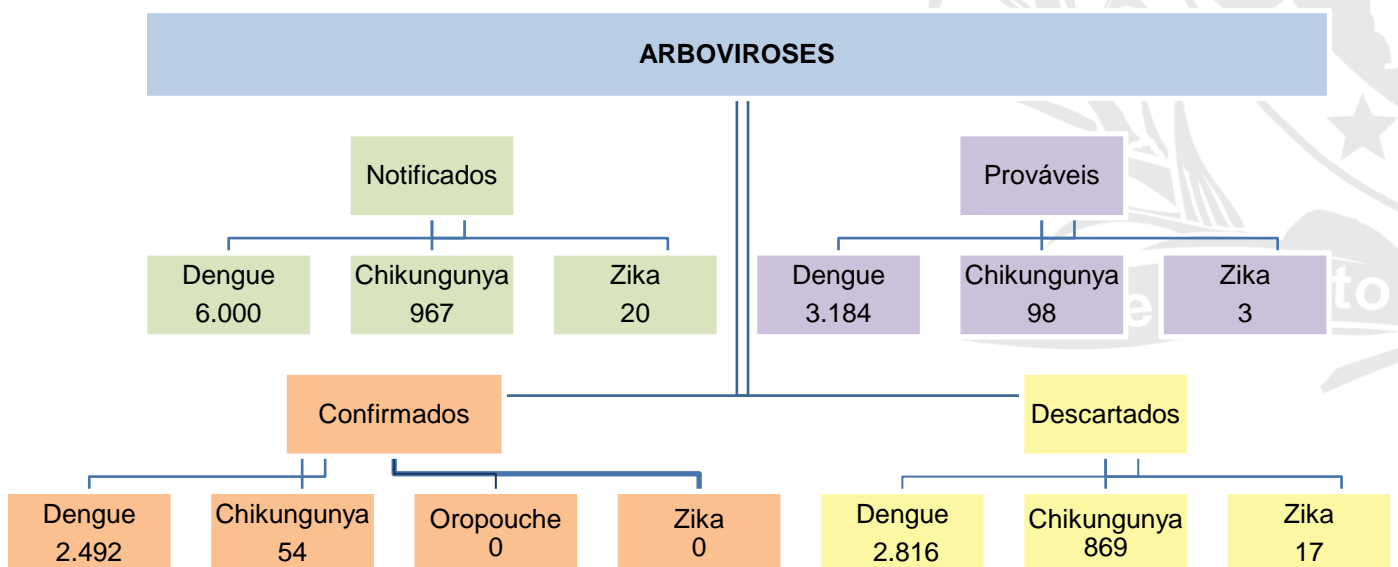 ARBOVIROSES
Notificados
Prováveis
Dengue
6.000
Chikungunya
967
Zika
20
Dengue
3.184
Chikungunya
98
Zika
3
Confirmados
Descartados
Dengue
2.492
Chikungunya
54
Oropouche
0
Zika
0
Dengue
2.816
Chikungunya
869
Zika
17